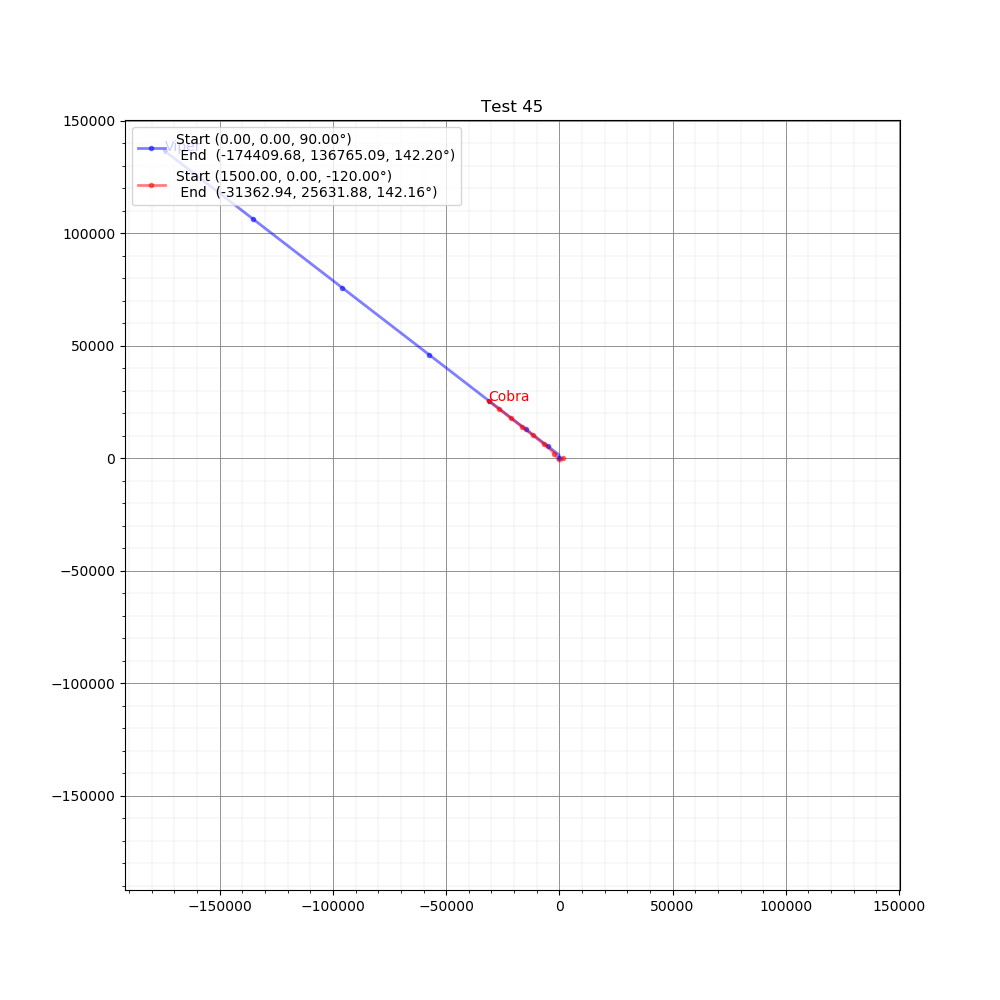 Test 45
Start (0.00, 0.00, 90.00°)
End (-174409.68, 136765.09, 142.20°)
Start (1500.00, 0.00, -120.00°)
End (-31362.94, 25631.88, 142.16°)
Viper
Cobra
150000
100000
50000
0
−50000
−100000
−150000
−150000
−100000
−50000
0
50000
100000
150000